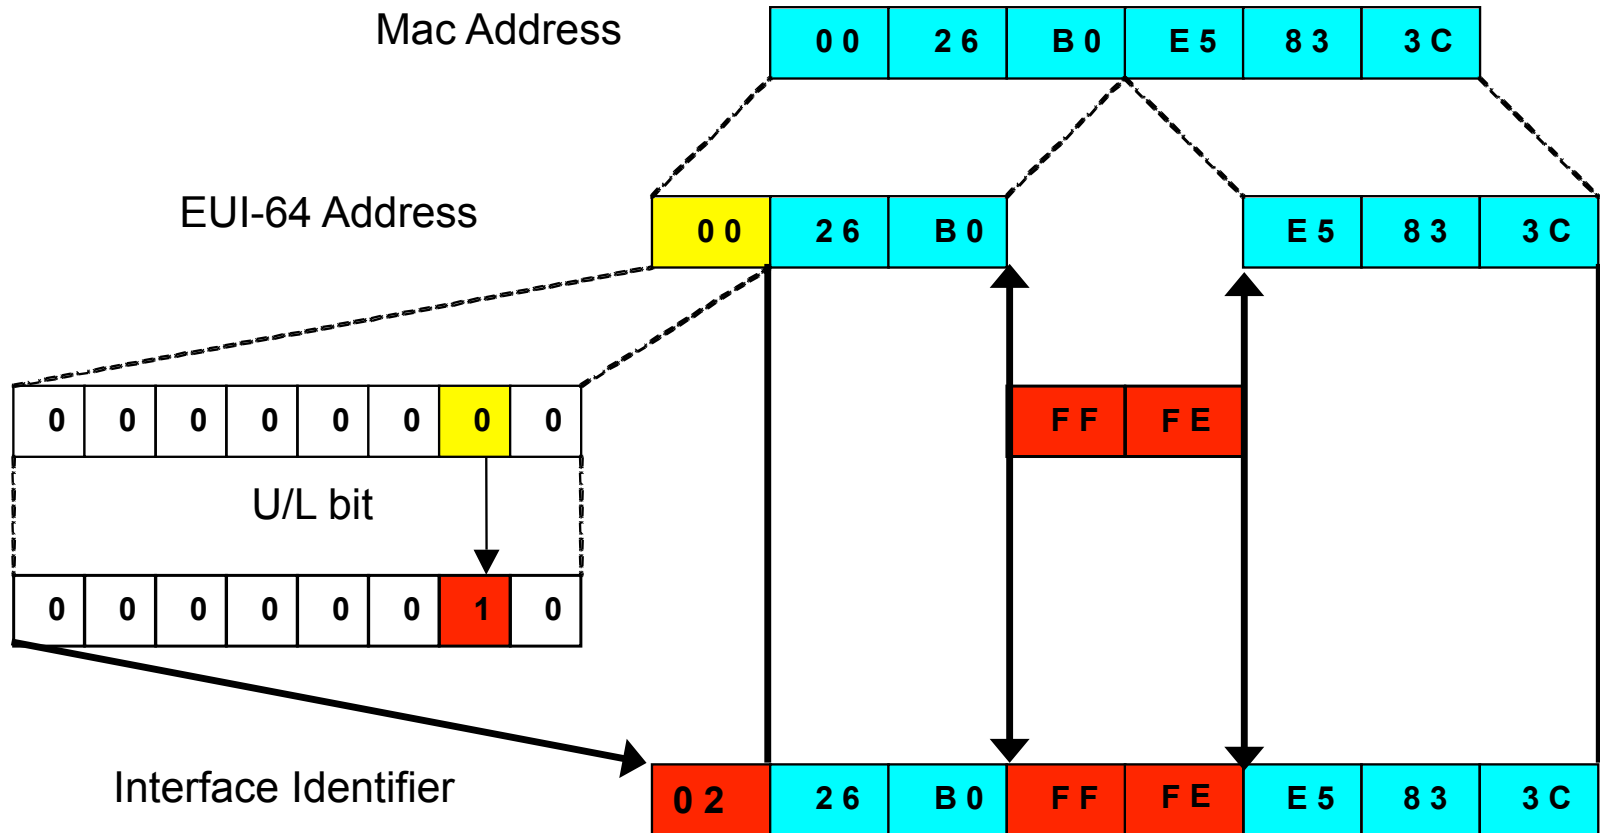 Mac Address 0 0 2 6 B 0 E 5 8 3 3 C
EUI-64 Address 0 0 2 6 B 0 E 5 8 3 3 C
0 0 0 0 0 0 0 0 F F F E
U/L bit
0 0 0 0 0 0 1 0
Interface Identifier 0 2 2 6 B 0 F F F E E 5 8 3 3 C